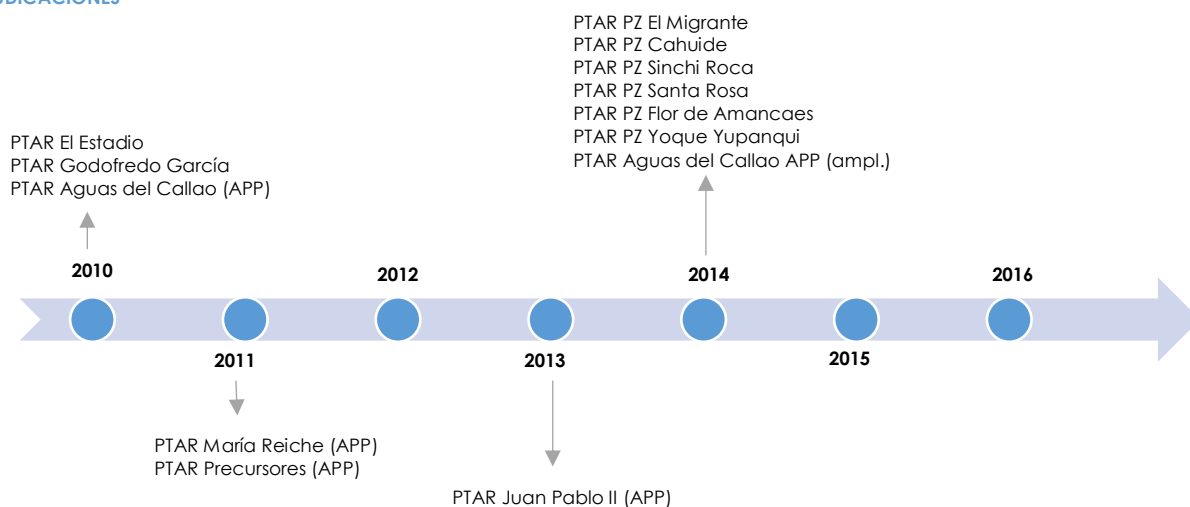 PTAR PZ El Migrante
PTAR PZ Cahuide
PTAR PZ Sinchi Roca
PTAR PZ Santa Rosa
PTAR PZ Flor de Amancaes
PTAR PZ Yoque Yupanqui
PTAR Aguas del Callao APP (ampl.)
PTAR El Estadio
PTAR Godofredo García
PTAR Aguas del Callao (APP)
2010
2012
2014
2016
2011
2013
2015
PTAR María Reiche (APP)
PTAR Precursores (APP)
PTAR Juan Pablo II (APP)